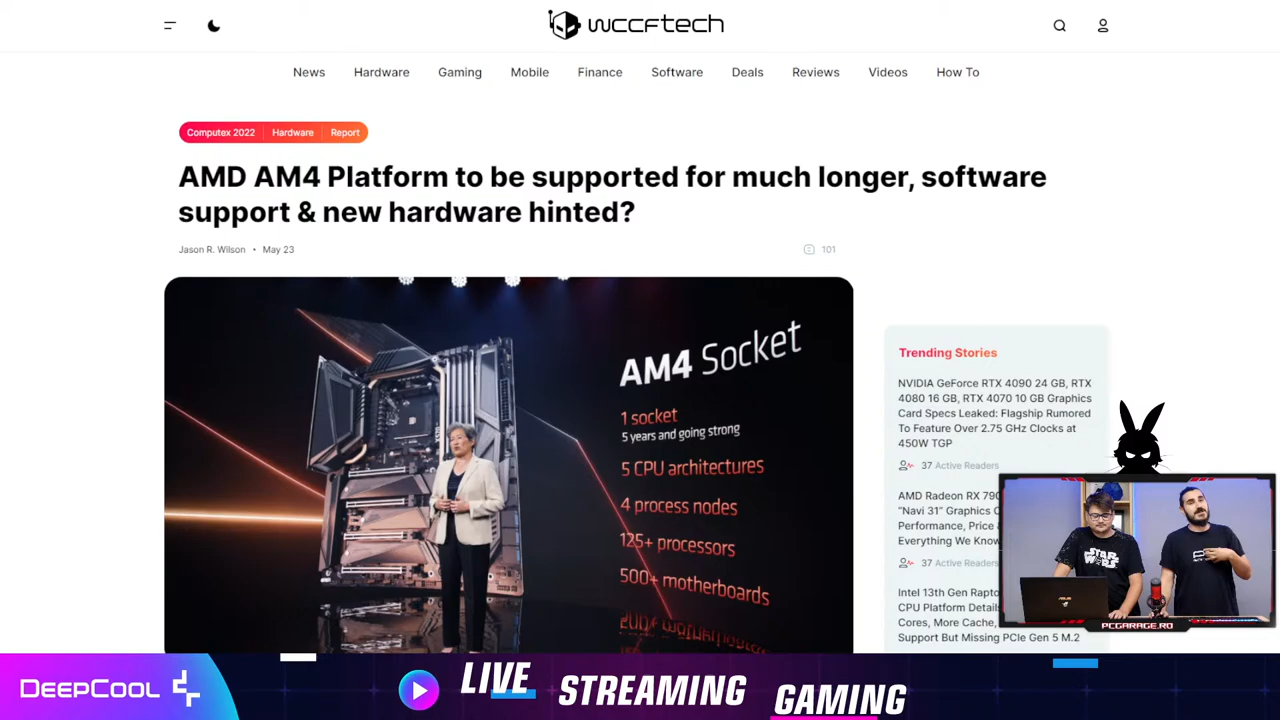 wccftech
News Hardware Gaming Mobile Finance Software Deals Reviews Videos How To
Computex 2022 Hardware Report
AMD AM4 Platform to be supported for much longer, software
support & new hardware hinted?
Jason R. Wilson • May 23
101
AM4 Socket
1 socket
5 years and going strong
5 CPU architectures
4 process nodes
125+ processors
500+ motherboards
Trending Stories
NVIDIA GeForce RTX 4090 24 GB, RTX
4080 16 GB, RTX 4070 10 GB Graphics
Card Specs Leaked: Flagship Rumored
To Feature Over 2.75 GHz Clocks at
450W TGP
37 Active Readers
AMD Radeon RX 790
"Navi 31" Graphics C
Performance, Price &
Everything We Know
37 Active Readers
Intel 13th Gen Rapto
CPU Platform Details
Cores, More Cache,
Support But Missing PCIe Gen 5 M.2
STAR
WARS
ASUS
PCGARAGE.RO
DEEPCOOL
LIVE
STREAMING
GAMING